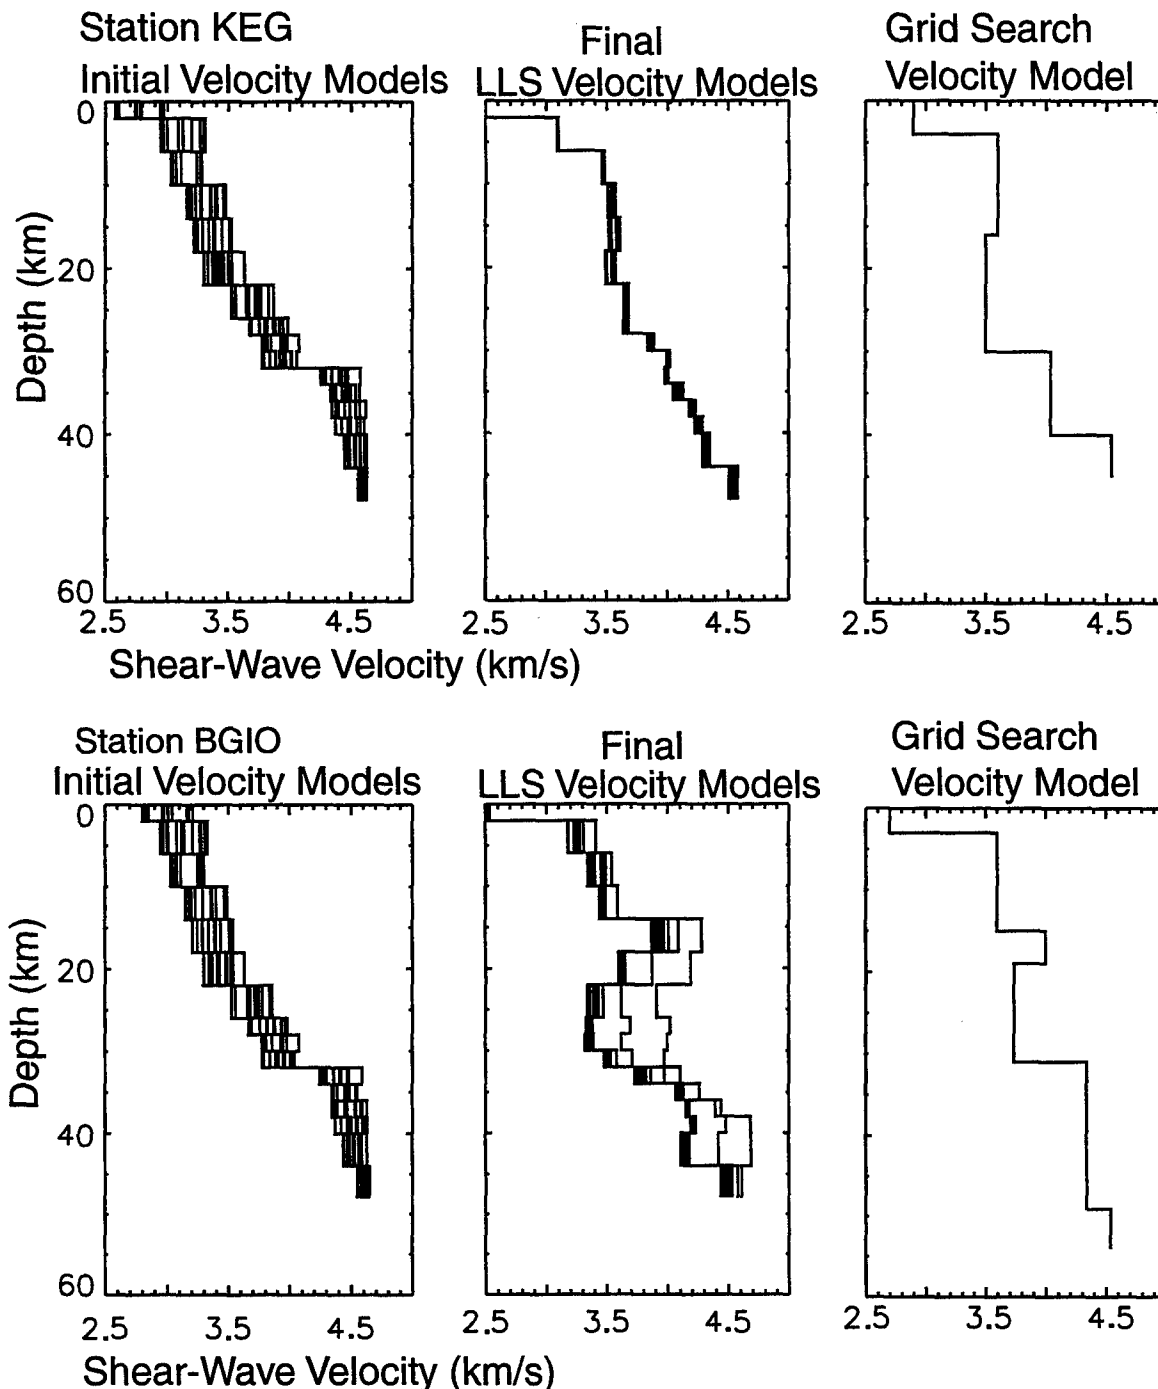 Station KEG
Initial Velocity Models
Final
LLS Velocity Models
Grid Search
Velocity Model
Depth (km)
0
20
40
60
2.5 3.5 4.5
2.5 3.5 4.5
2.5 3.5 4.5
Shear-Wave Velocity (km/s)
Station BGIO
Initial Velocity Models
Final
LLS Velocity Models
Grid Search
Velocity Model
Depth (km)
0
20
40
60
2.5 3.5 4.5
2.5 3.5 4.5
2.5 3.5 4.5
Shear-Wave Velocity (km/s)